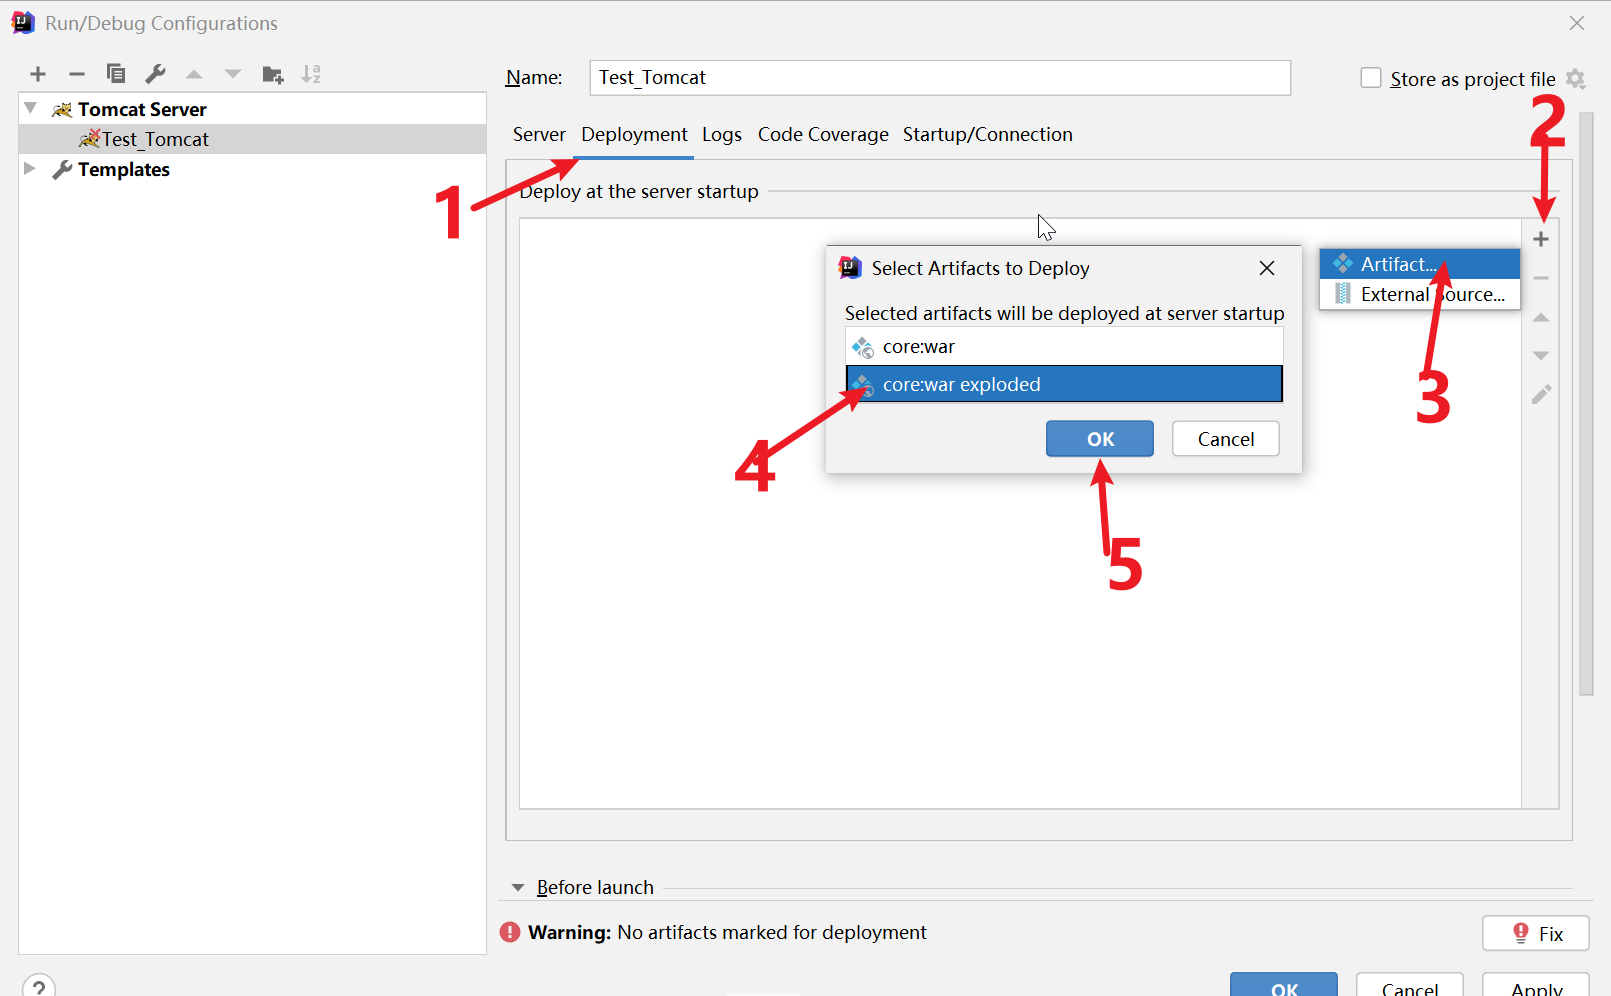 Run/Debug Configurations
Name: Test_Tomcat Store as project file
Tomcat Server
Test_Tomcat
Templates
Server Deployment Logs Code Coverage Startup/Connection
Deploy at the server startup
1
2
Artifact...
External Source...
3
Select Artifacts to Deploy
Selected artifacts will be deployed at server startup
core:war
core:war exploded
4
OK Cancel
5
Before launch
Warning: No artifacts marked for deployment
Fix
?
OK Cancel Apply